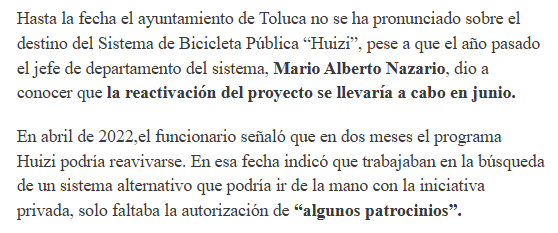 Hasta la fecha el ayuntamiento de Toluca no se ha pronunciado sobre el
destino del Sistema de Bicicleta Pública “Huizi”, pese a que el año pasado
el jefe de departamento del sistema, Mario Alberto Nazario, dio a
conocer que la reactivación del proyecto se llevaría a cabo en junio.
En abril de 2022,el funcionario señaló que en dos meses el programa
Huizi podría reavivarse. En esa fecha indicó que trabajaban en la búsqueda
de un sistema alternativo que podría ir de la mano con la iniciativa
privada, solo faltaba la autorización de “algunos patrocinios”.